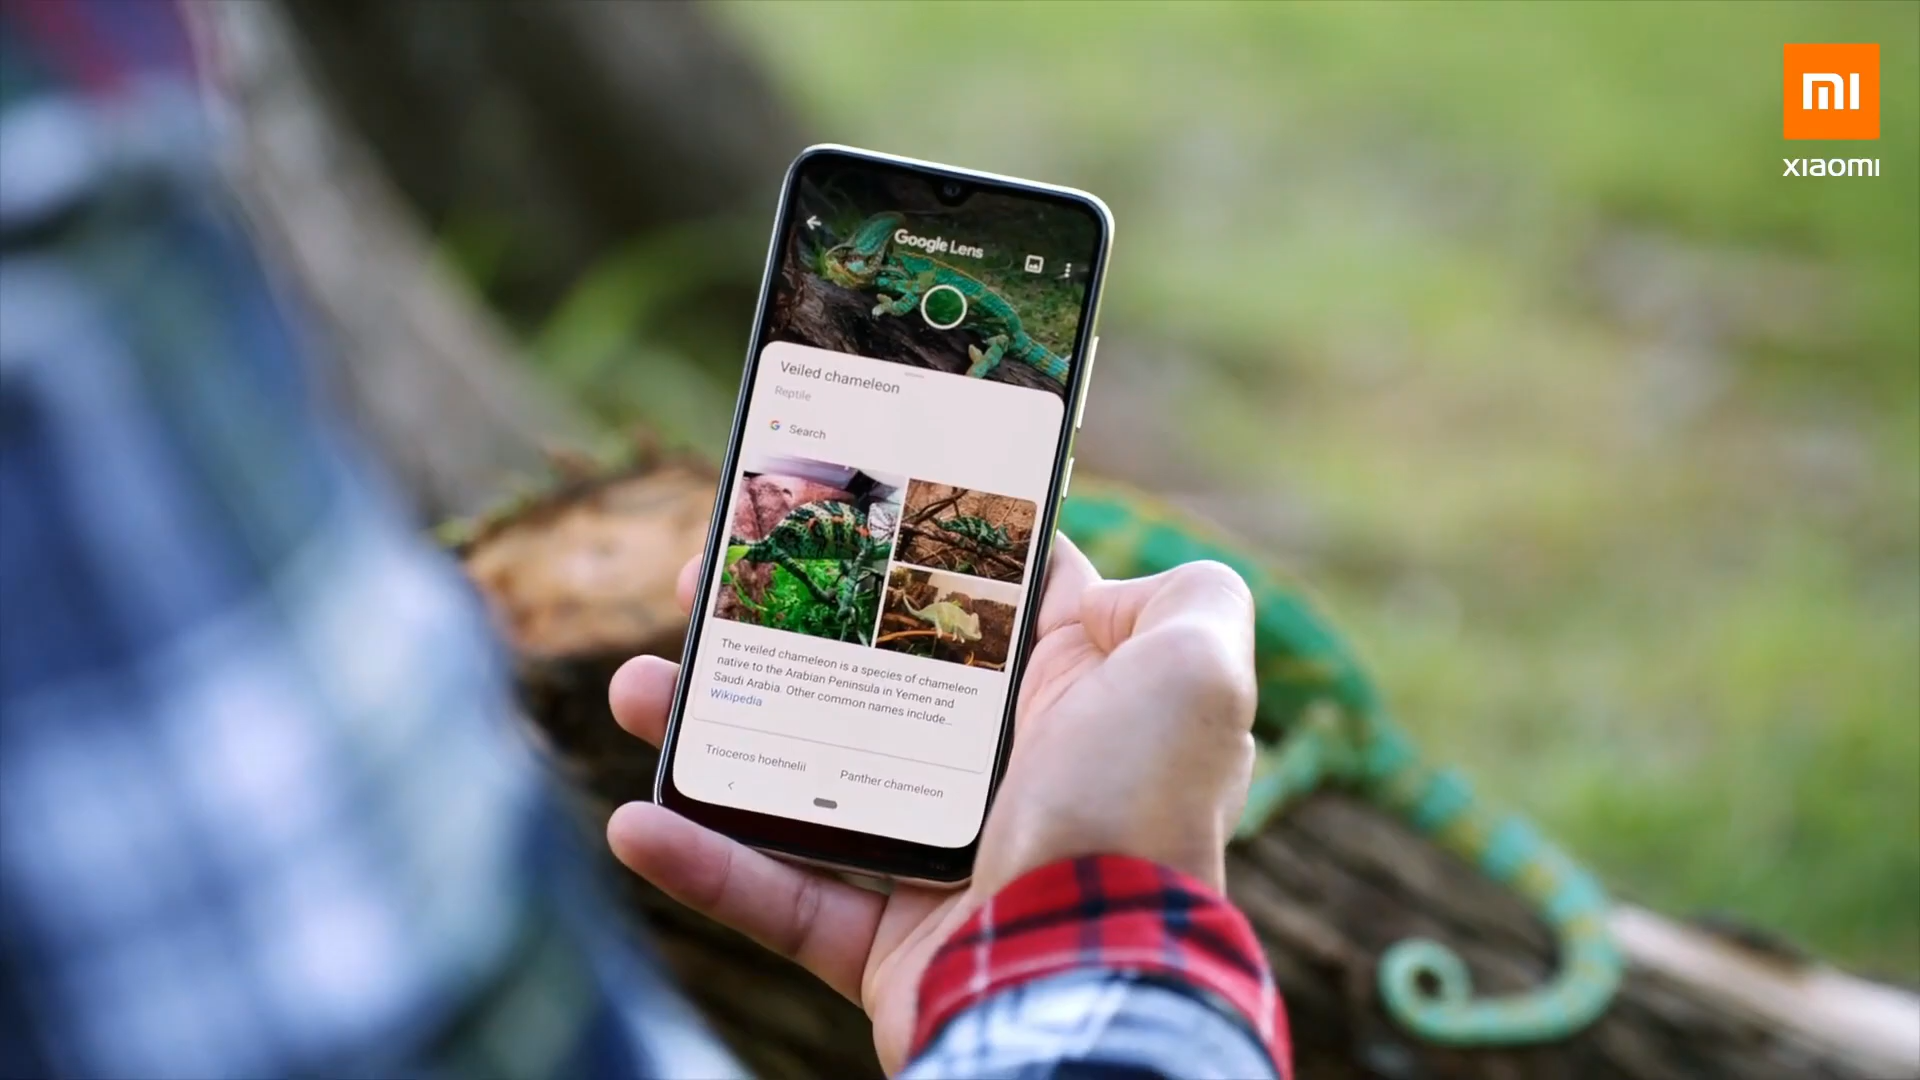 mi
xiaomi
Google Lens
Veiled chameleon
Reptile
Search
The veiled chameleon is a species of chameleon
native to the Arabian Peninsula in Yemen and
Saudi Arabia. Other common names include...
Wikipedia
Trioceros hoehnelii
Panther chameleon